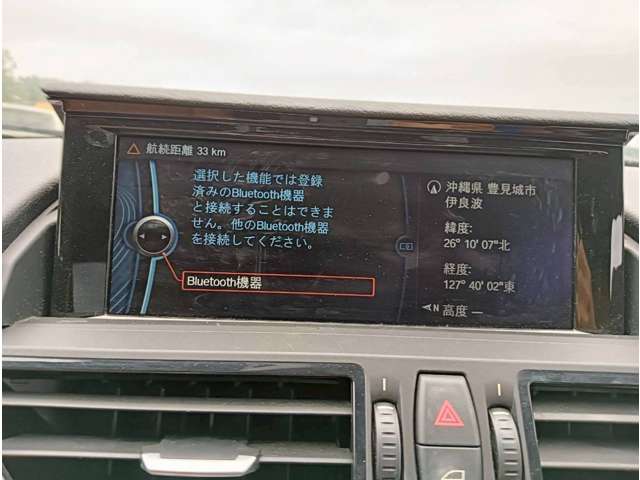 航続距離 33 km
選択した機能では登録
済みのBluetooth機器
と接続することはできま
せん。他のBluetooth機器
を接続してください。
Bluetooth機器
沖縄県 豊見城市
伊良波
緯度:
26° 10' 07"北
経度:
127° 40' 02"東
N 高度 —